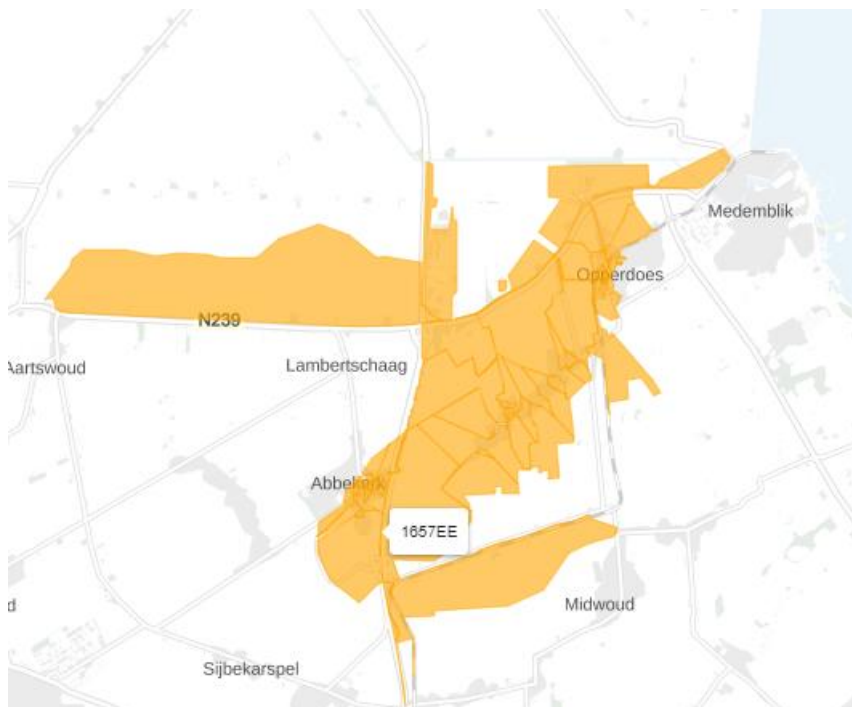 Medemblik
Opperdoes
N239
Lambertschaag
Aartswoud
Abbekerk
1657EE
Midwoud
d
Sijbekarspel